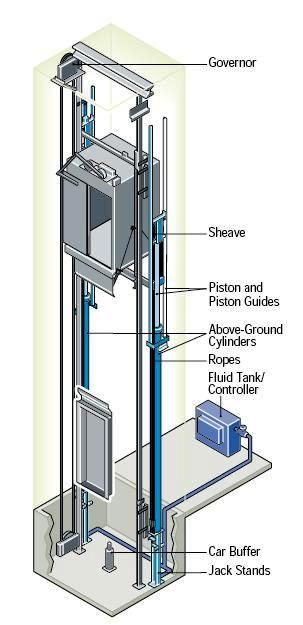 Governor
Sheave
Piston and
Piston Guides
Above-Ground
Cylinders
Ropes
Fluid Tank/
Controller
Car Buffer
Jack Stands